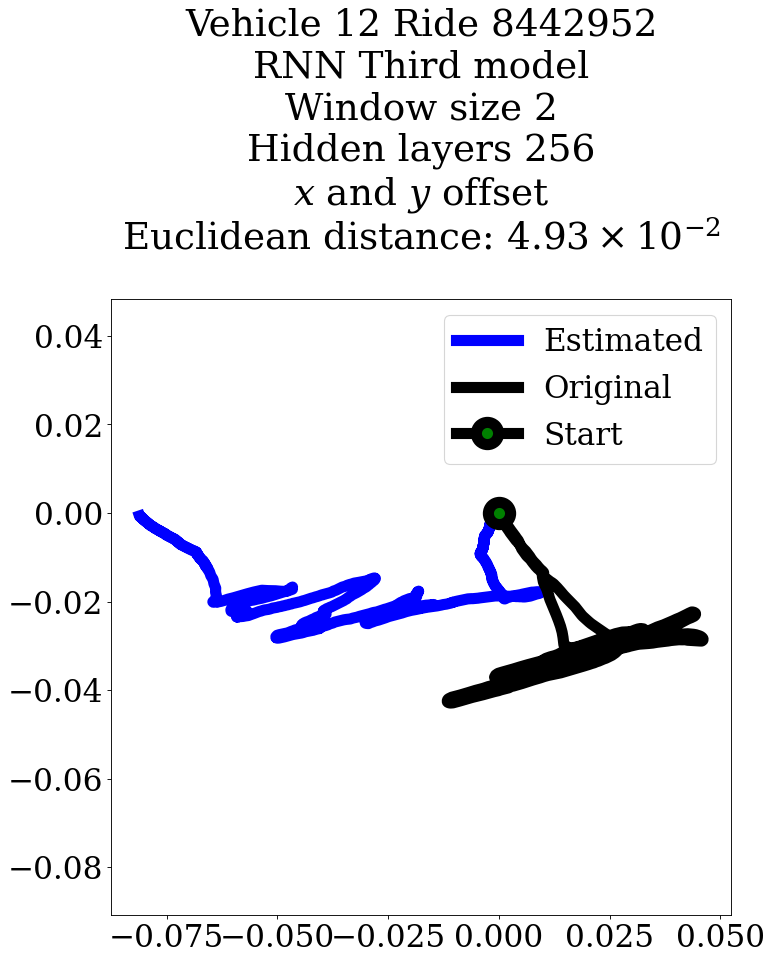 Vehicle 12 Ride 8442952
RNN Third model
Window size 2
Hidden layers 256
x and y offset
Euclidean distance: 4.93 × 10⁻²
Estimated
Original
Start
0.04
0.02
0.00
−0.02
−0.04
−0.06
−0.08
−0.075
−0.050
−0.025
0.000
0.025
0.050